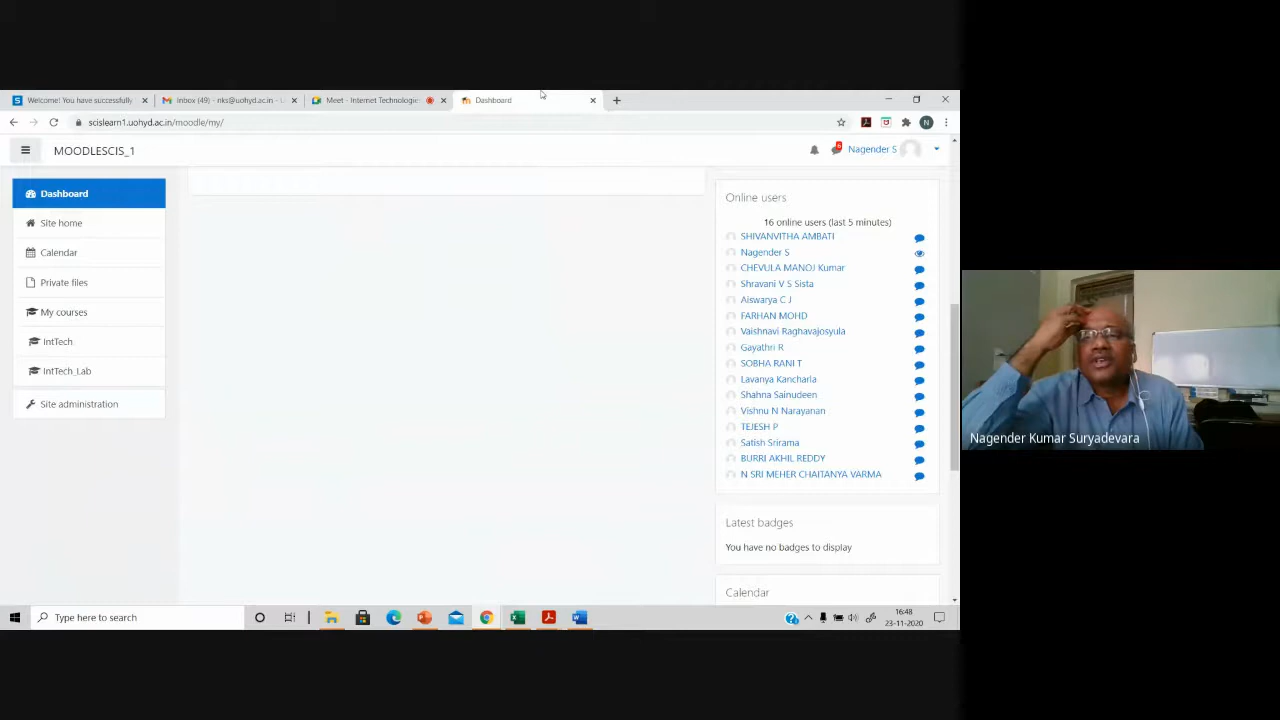 Welcome! You have successfully
Inbox (49) - nks@uohyd.ac.in - U
Meet - Internet Technologie
Dashboard
scislearn1.uohyd.ac.in/moodle/my/
N
MOODLESCIS_1
Nagender S
Dashboard
Site home
Calendar
Private files
My courses
IntTech
IntTech_Lab
Site administration
Online users
16 online users (last 5 minutes)
SHIVANVITHA AMBATI
Nagender S
CHEVULA MANOJ Kumar
Shravani V S Sista
Aiswarya C J
FARHAN MOHD
Vaishnavi Raghavajosyula
Gayathri R
SOBHA RANI T
Lavanya Kancharla
Shahna Sainudeen
Vishnu N Narayanan
TEJESH P
Satish Srirama
BURRI AKHIL REDDY
N SRI MEHER CHAITANYA VARMA
Latest badges
You have no badges to display
Calendar
Type here to search
16:48
23-11-2020
Nagender Kumar Suryadevara